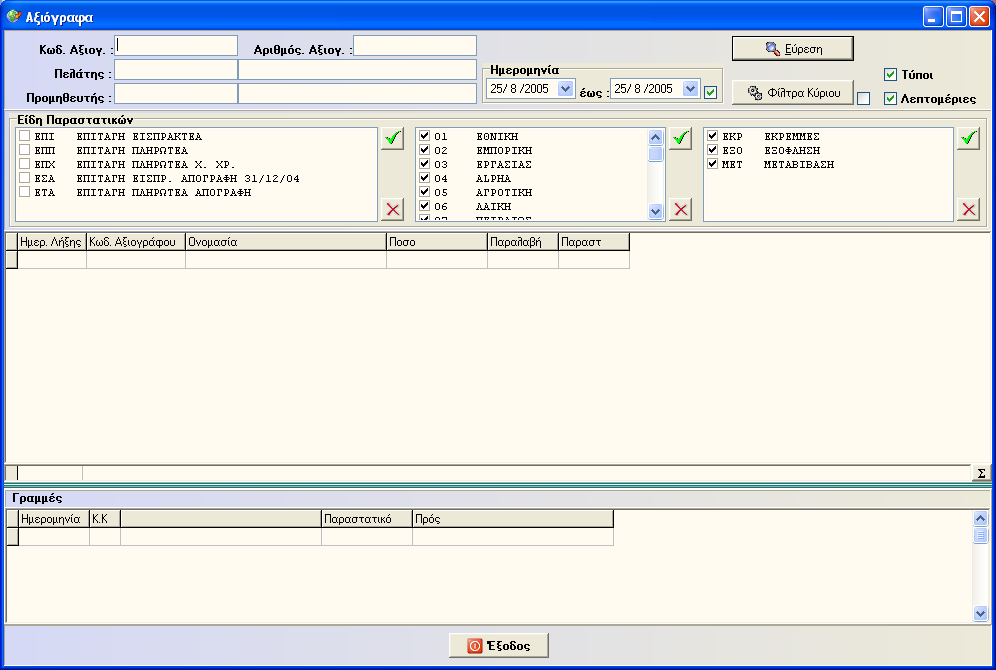 Αξιόγραφα
Κωδ. Αξιογ. :
Αριθμός. Αξιογ. :
Εύρεση
Πελάτης :
Ημερομηνία
Τύποι
25/ 8 /2005 έως : 25/ 8 /2005
Φίλτρα Κύριου
Λεπτομέριες
Προμηθευτής :
Είδη Παραστατικών
ΕΠΙ ΕΠΙΤΑΓΗ ΕΙΣΠΡΑΚΤΕΑ
ΕΠΠ ΕΠΙΤΑΓΗ ΠΛΗΡΩΤΕΑ
ΕΠΧ ΕΠΙΤΑΓΗ ΠΛΗΡΩΤΕΑ Χ. ΧΡ.
ΕΣΑ ΕΠΙΤΑΓΗ ΕΙΣΠΡ. ΑΠΟΓΡΑΦΗ 31/12/04
ΕΤΑ ΕΠΙΤΑΓΗ ΠΛΗΡΩΤΕΑ ΑΠΟΓΡΑΦΗ
01 ΕΘΝΙΚΗ
02 ΕΜΠΟΡΙΚΗ
03 ΕΡΓΑΣΙΑΣ
04 ALPHA
05 ΑΓΡΟΤΙΚΗ
06 ΛΑΙΚΗ
07 ΠΕΙΡΑΙΩΣ
ΕΚΡ ΕΚΡΕΜΜΕΣ
ΕΞΟ ΕΞΟΦΛΗΣΗ
ΜΕΤ ΜΕΤΑΒΙΒΑΣΗ
Ημερ. Λήξης Κωδ. Αξιογράφου Ονομασία Ποσο Παραλαβή Παραστ
Σ
Γραμμές
Ημερομηνία Κ.Κ Παραστατικό Πρός
Έξοδος